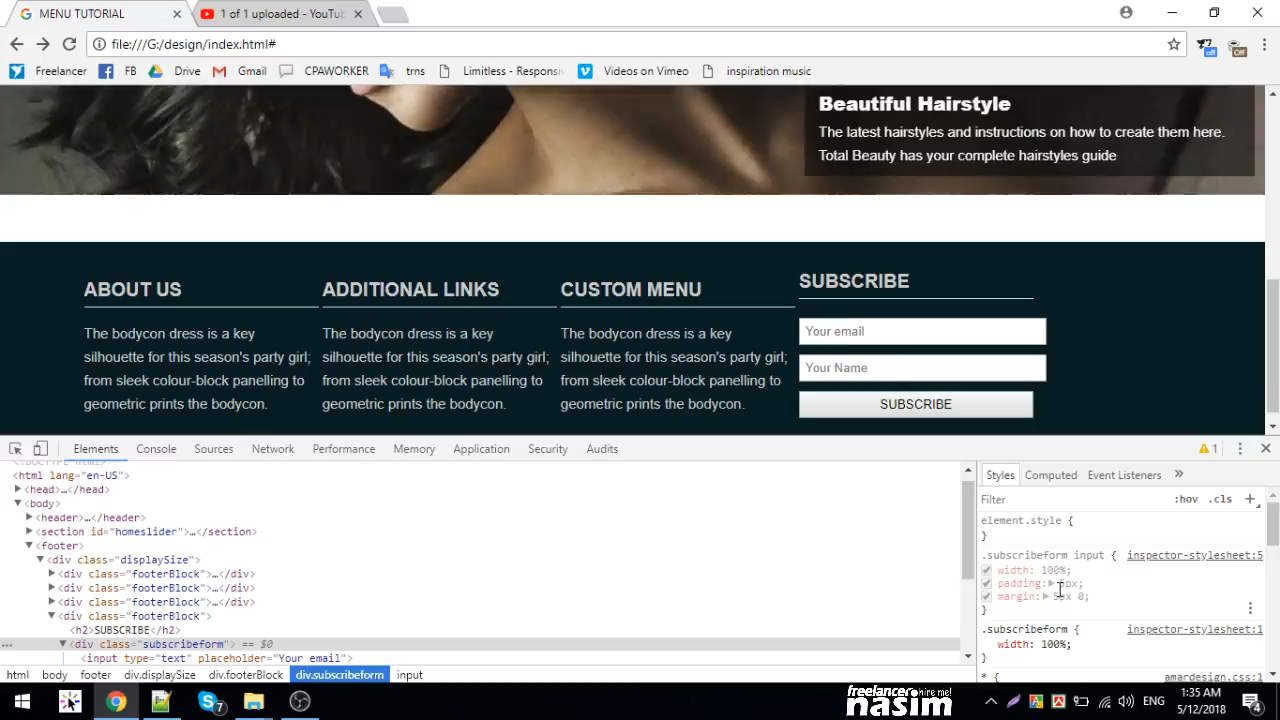 MENU TUTORIAL
1 of 1 uploaded - YouTu
file:///G:/design/index.html#
off
Off
Freelancer
FB
Drive
Gmail
CPAWORKER
trns
Limitless - Responsiv
Videos on Vimeo
inspiration music
Beautiful Hairstyle
The latest hairstyles and instructions on how to create them here.
Total Beauty has your complete hairstyles guide
ABOUT US
The bodycon dress is a key
silhouette for this season's party girl;
from sleek colour-block panelling to
geometric prints the bodycon.
ADDITIONAL LINKS
The bodycon dress is a key
silhouette for this season's party girl;
from sleek colour-block panelling to
geometric prints the bodycon.
CUSTOM MENU
The bodycon dress is a key
silhouette for this season's party girl;
from sleek colour-block panelling to
geometric prints the bodycon.
SUBSCRIBE
Your email
Your Name
SUBSCRIBE
Elements Console Sources Network Performance Memory Application Security Audits
1
<html lang="en-US">
<head>…</head>
<body>
<header>…</header>
<section id="homeslider">…</section>
<footer>
<div class="displaySize">
<div class="footerBlock">…</div>
<div class="footerBlock">…</div>
<div class="footerBlock">…</div>
<div class="footerBlock">
<h2>SUBSCRIBE</h2>
<div class="subscribeform"> == $0
<input type="text" placeholder="Your email">
html body footer div.displaySize div.footerBlock div.subscribeform input
Styles Computed Event Listeners »
Filter :hov .cls +
element.style {
}
.subscribeform input { inspector-stylesheet:5
width: 100%;
padding: 5px;
margin: 5px 0;
}
.subscribeform { inspector-stylesheet:1
width: 100%;
}
* { amardesign.css:1
7
freelancer hire me!
nasim
ENG
1:35 AM
5/12/2018
4